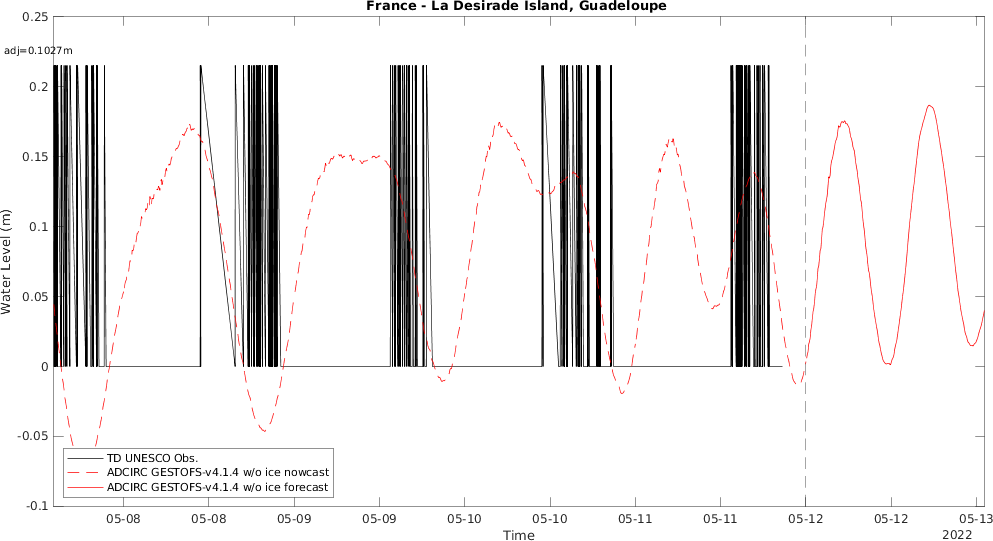 France - La Desirade Island, Guadeloupe
0.25
adj=0.1027m
0.2
0.15
0.1
0.05
0
-0.05
-0.1
Water Level (m)
TD UNESCO Obs.
ADCIRC GESTOFS-v4.1.4 w/o ice nowcast
ADCIRC GESTOFS-v4.1.4 w/o ice forecast
05-08 05-08 05-09 05-09 05-10 05-10 05-11 05-11 05-12 05-12 05-13
Time
2022